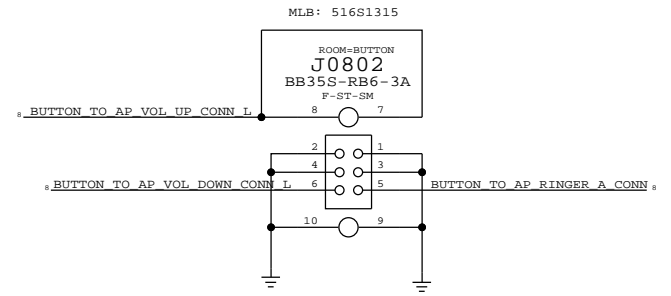 MLB: 516S1315
ROOM=BUTTON
J0802
BB35S-RB6-3A
F-ST-SM
8 BUTTON_TO_AP_VOL_UP_CONN_L 8 7
2 1
4 3
8 BUTTON_TO_AP_VOL_DOWN_CONN_L 6 5 BUTTON_TO_AP_RINGER_A_CONN 8
10 9